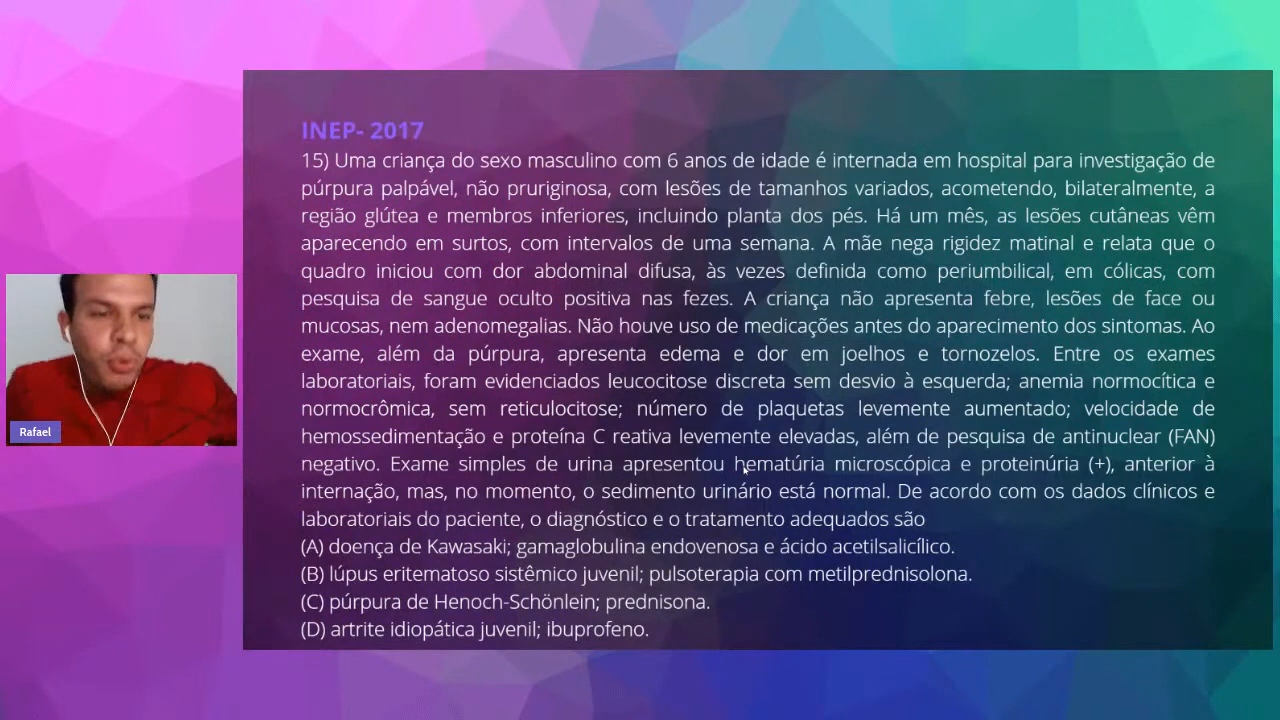 INEP- 2017
15) Uma criança do sexo masculino com 6 anos de idade é internada em hospital para investigação de
púrpura palpável, não pruriginosa, com lesões de tamanhos variados, acometendo, bilateralmente, a
região glútea e membros inferiores, incluindo planta dos pés. Há um mês, as lesões cutâneas vêm
aparecendo em surtos, com intervalos de uma semana. A mãe nega rigidez matinal e relata que o
quadro iniciou com dor abdominal difusa, às vezes definida como periumbilical, em cólicas, com
pesquisa de sangue oculto positiva nas fezes. A criança não apresenta febre, lesões de face ou
mucosas, nem adenomegalias. Não houve uso de medicações antes do aparecimento dos sintomas. Ao
exame, além da púrpura, apresenta edema e dor em joelhos e tornozelos. Entre os exames
laboratoriais, foram evidenciados leucocitose discreta sem desvio à esquerda; anemia normocítica e
normocrômica, sem reticulocitose; número de plaquetas levemente aumentado; velocidade de
hemossedimentação e proteína C reativa levemente elevadas, além de pesquisa de antinuclear (FAN)
negativo. Exame simples de urina apresentou hematúria microscópica e proteinúria (+), anterior à
internação, mas, no momento, o sedimento urinário está normal. De acordo com os dados clínicos e
laboratoriais do paciente, o diagnóstico e o tratamento adequados são
(A) doença de Kawasaki; gamaglobulina endovenosa e ácido acetilsalicílico.
(B) lúpus eritematoso sistêmico juvenil; pulsoterapia com metilprednisolona.
(C) púrpura de Henoch-Schönlein; prednisona.
(D) artrite idiopática juvenil; ibuprofeno.
Rafael